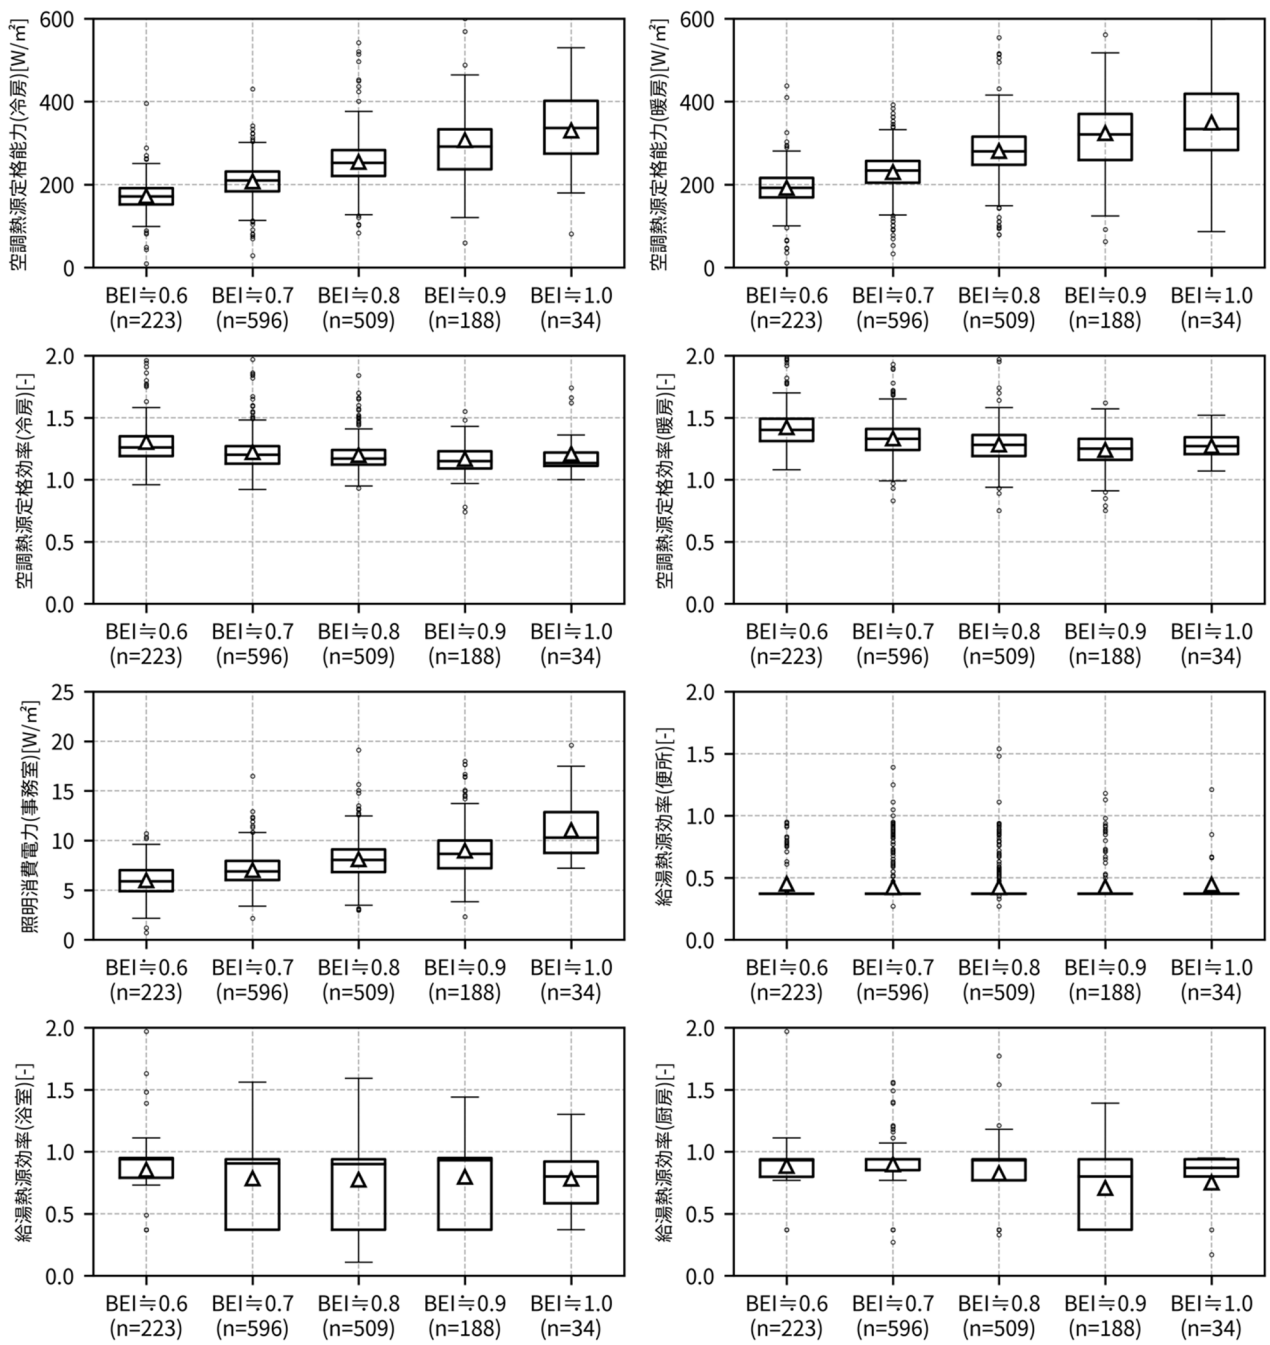 空調熱源定格能力(冷房)[W/㎡]
600
400
200
0
BEI≒0.6 BEI≒0.7 BEI≒0.8 BEI≒0.9 BEI≒1.0
(n=223) (n=596) (n=509) (n=188) (n=34)
空調熱源定格能力(暖房)[W/㎡]
600
400
200
0
BEI≒0.6 BEI≒0.7 BEI≒0.8 BEI≒0.9 BEI≒1.0
(n=223) (n=596) (n=509) (n=188) (n=34)
空調熱源定格効率(冷房)[-]
2.0
1.5
1.0
0.5
0.0
BEI≒0.6 BEI≒0.7 BEI≒0.8 BEI≒0.9 BEI≒1.0
(n=223) (n=596) (n=509) (n=188) (n=34)
空調熱源定格効率(暖房)[-]
2.0
1.5
1.0
0.5
0.0
BEI≒0.6 BEI≒0.7 BEI≒0.8 BEI≒0.9 BEI≒1.0
(n=223) (n=596) (n=509) (n=188) (n=34)
照明消費電力(事務室)[W/㎡]
25
20
15
10
5
0
BEI≒0.6 BEI≒0.7 BEI≒0.8 BEI≒0.9 BEI≒1.0
(n=223) (n=596) (n=509) (n=188) (n=34)
給湯熱源効率(便所)[-]
2.0
1.5
1.0
0.5
0.0
BEI≒0.6 BEI≒0.7 BEI≒0.8 BEI≒0.9 BEI≒1.0
(n=223) (n=596) (n=509) (n=188) (n=34)
給湯熱源効率(浴室)[-]
2.0
1.5
1.0
0.5
0.0
BEI≒0.6 BEI≒0.7 BEI≒0.8 BEI≒0.9 BEI≒1.0
(n=223) (n=596) (n=509) (n=188) (n=34)
給湯熱源効率(厨房)[-]
2.0
1.5
1.0
0.5
0.0
BEI≒0.6 BEI≒0.7 BEI≒0.8 BEI≒0.9 BEI≒1.0
(n=223) (n=596) (n=509) (n=188) (n=34)